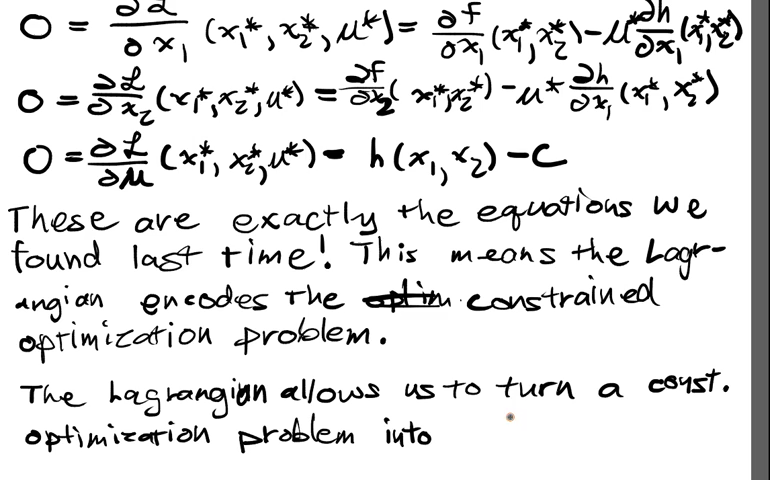 0 = ∂ℒ/∂x₁ (x₁*, x₂*, μ*) = ∂f/∂x₁ (x₁*, x₂*) − μ* ∂h/∂x₁ (x₁*, x₂*)
0 = ∂ℒ/∂x₂ (x₁*, x₂*, μ*) = ∂f/∂x₂ (x₁*, x₂*) − μ* ∂h/∂x₁ (x₁*, x₂*)
0 = ∂ℒ/∂μ (x₁*, x₂*, μ*) − h(x₁, x₂) − C
These are exactly the equations we
found last time! This means the Lagr-
angian encodes the constrained
optimization problem.
The Lagrangian allows us to turn a const.
optimization problem into